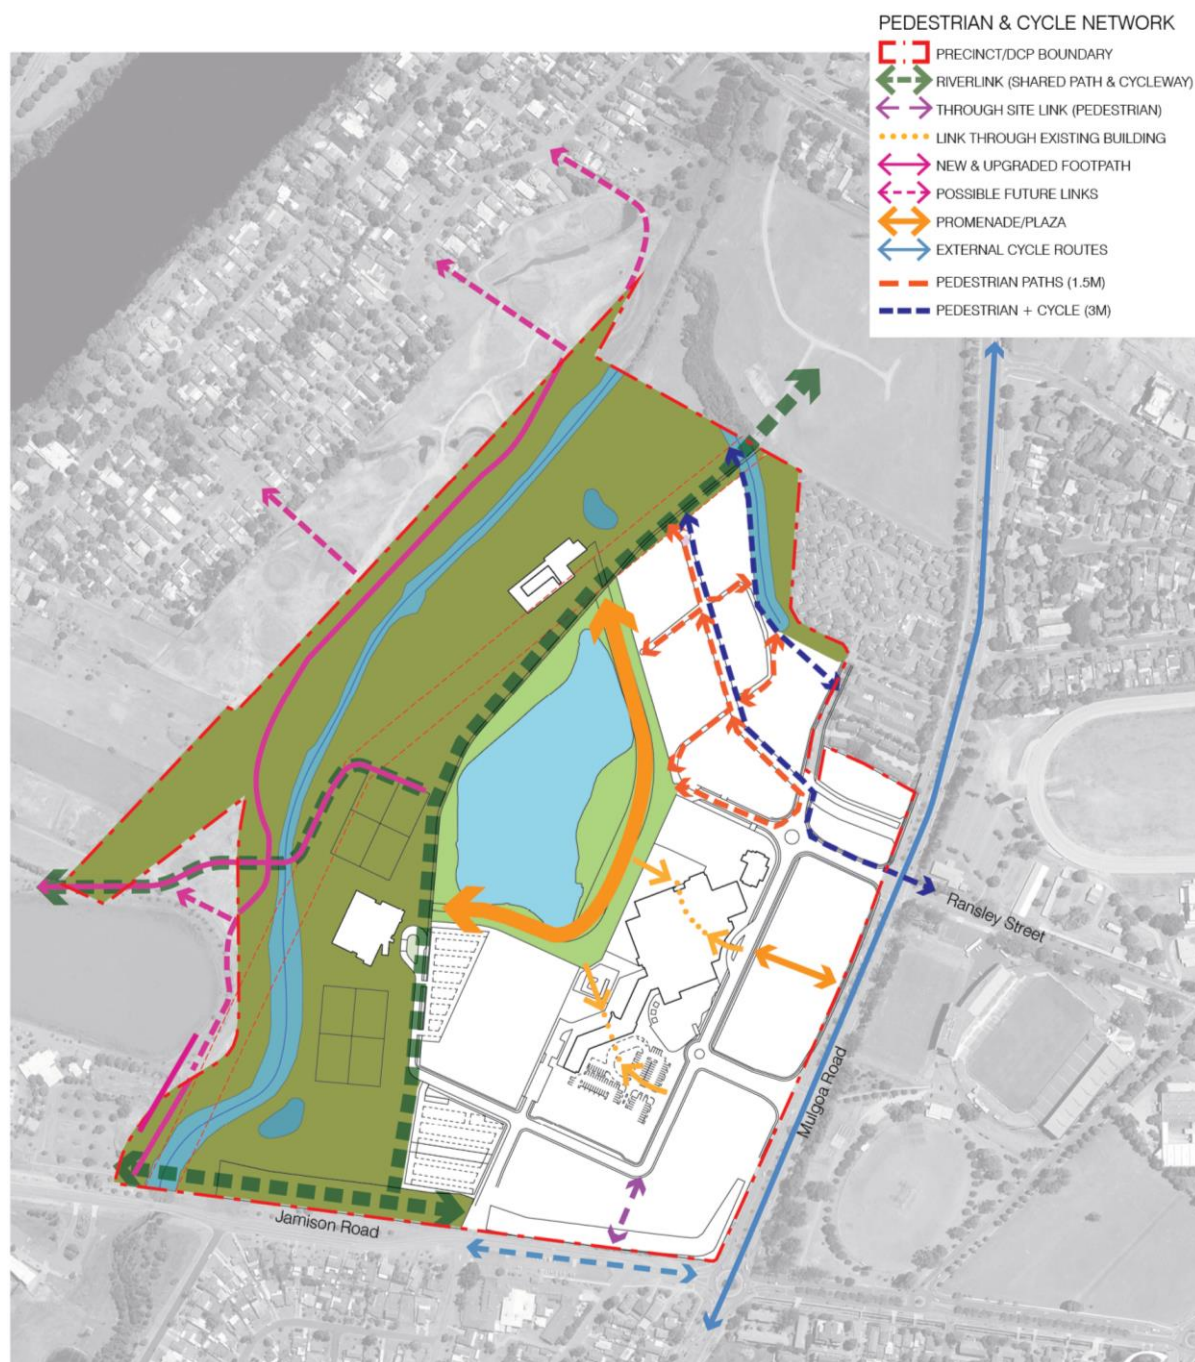 PEDESTRIAN & CYCLE NETWORK
PRECINCT/DCP BOUNDARY
RIVERLINK (SHARED PATH & CYCLEWAY)
THROUGH SITE LINK (PEDESTRIAN)
LINK THROUGH EXISTING BUILDING
NEW & UPGRADED FOOTPATH
POSSIBLE FUTURE LINKS
PROMENADE/PLAZA
EXTERNAL CYCLE ROUTES
PEDESTRIAN PATHS (1.5M)
PEDESTRIAN + CYCLE (3M)
Ransley Street
Mulgoa Road
Jamison Road